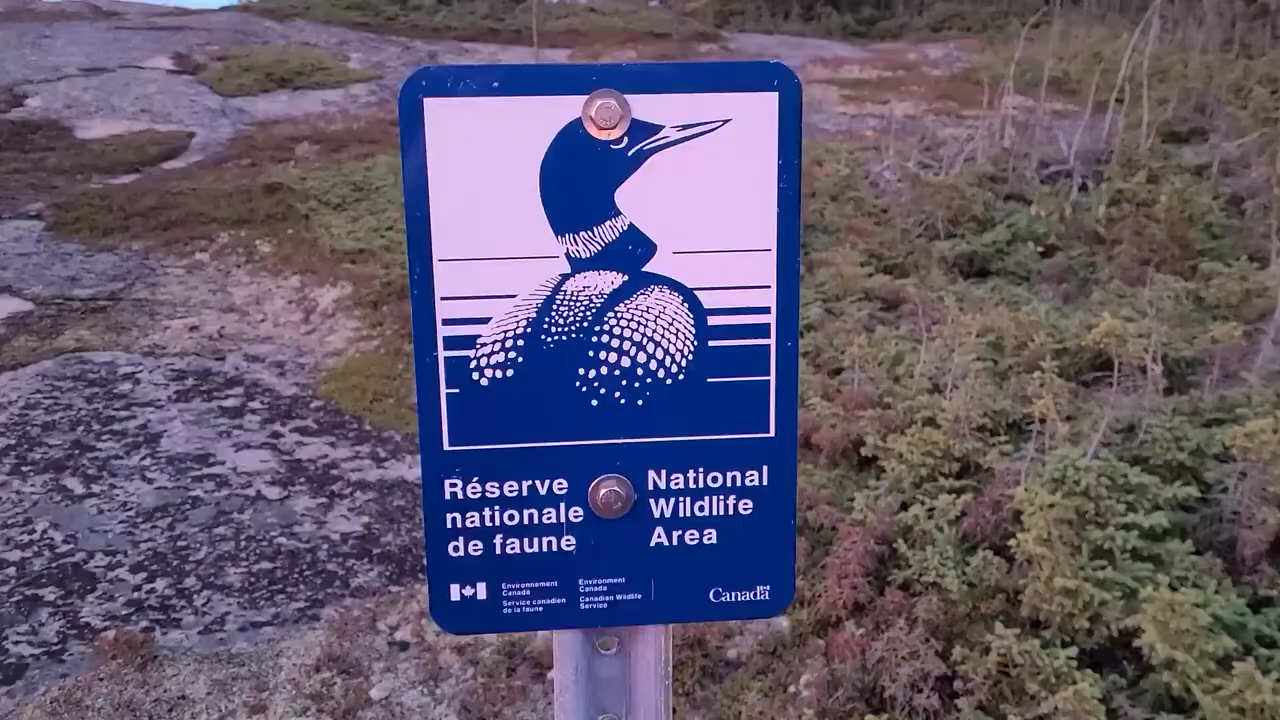 Réserve
nationale
de faune
National
Wildlife
Area
Environnement
Canada
Service canadien
de la faune
Environment
Canada
Canadian Wildlife
Service
Canada